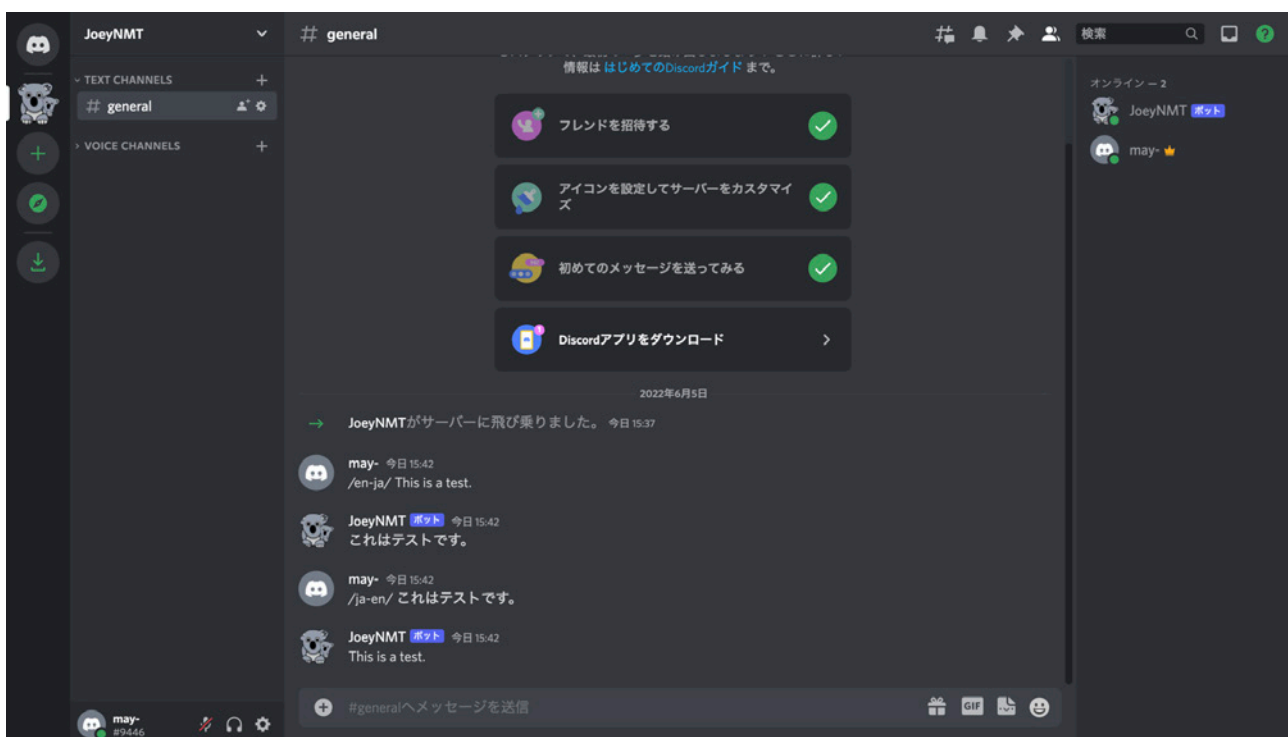 JoeyNMT
# general
検索
TEXT CHANNELS
# general
VOICE CHANNELS
情報は はじめてのDiscordガイド まで。
フレンドを招待する
アイコンを設定してサーバーをカスタマイ
ズ
初めてのメッセージを送ってみる
Discordアプリをダウンロード
2022年6月5日
JoeyNMTがサーバーに飛び乗りました。 今日 15:37
may- 今日 15:42
/en-ja/ This is a test.
JoeyNMT ボット 今日 15:42
これはテストです。
may- 今日 15:42
/ja-en/ これはテストです。
JoeyNMT ボット 今日 15:42
This is a test.
#generalへメッセージを送信
GIF
may-
#9446
オンライン — 2
JoeyNMT ボット
may-